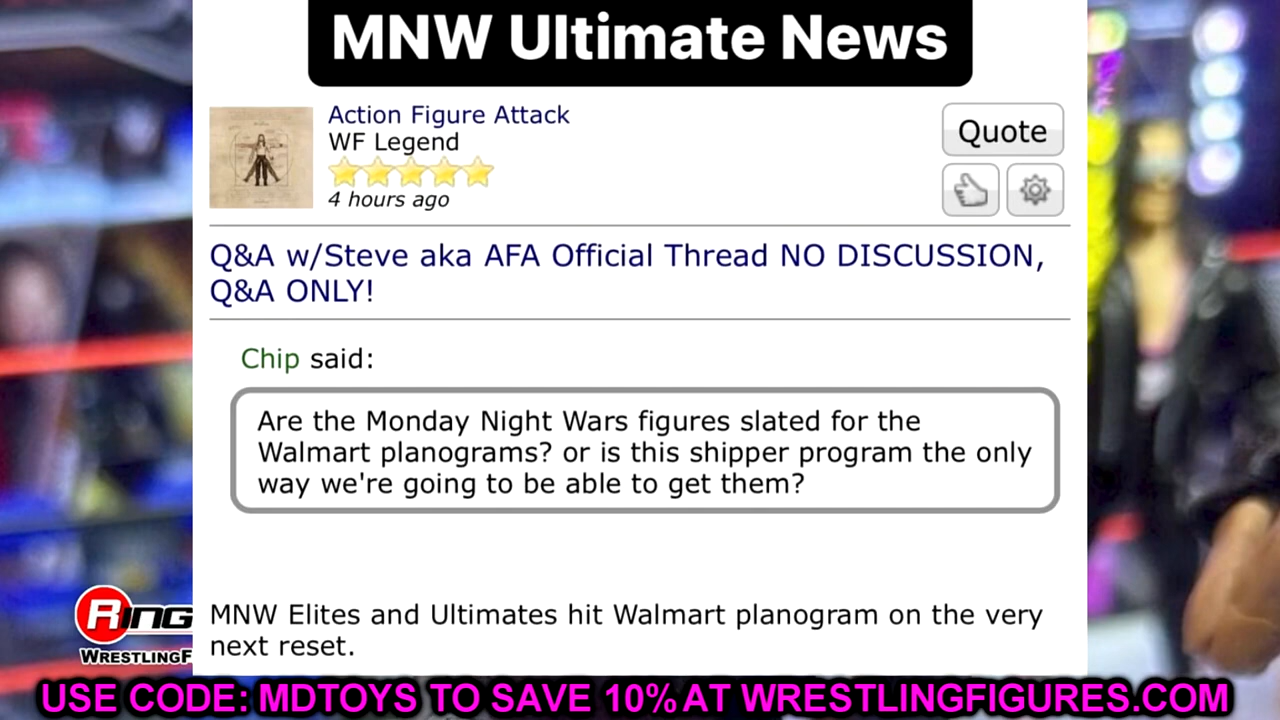 MNW Ultimate News
Action Figure Attack
WF Legend
4 hours ago
Quote
Q&A w/Steve aka AFA Official Thread NO DISCUSSION,
Q&A ONLY!
Chip said:
Are the Monday Night Wars figures slated for the
Walmart planograms? or is this shipper program the only
way we're going to be able to get them?
MNW Elites and Ultimates hit Walmart planogram on the very
next reset.
RING
WRESTLINGF
USE CODE: MDTOYS TO SAVE 10% AT WRESTLINGFIGURES.COM